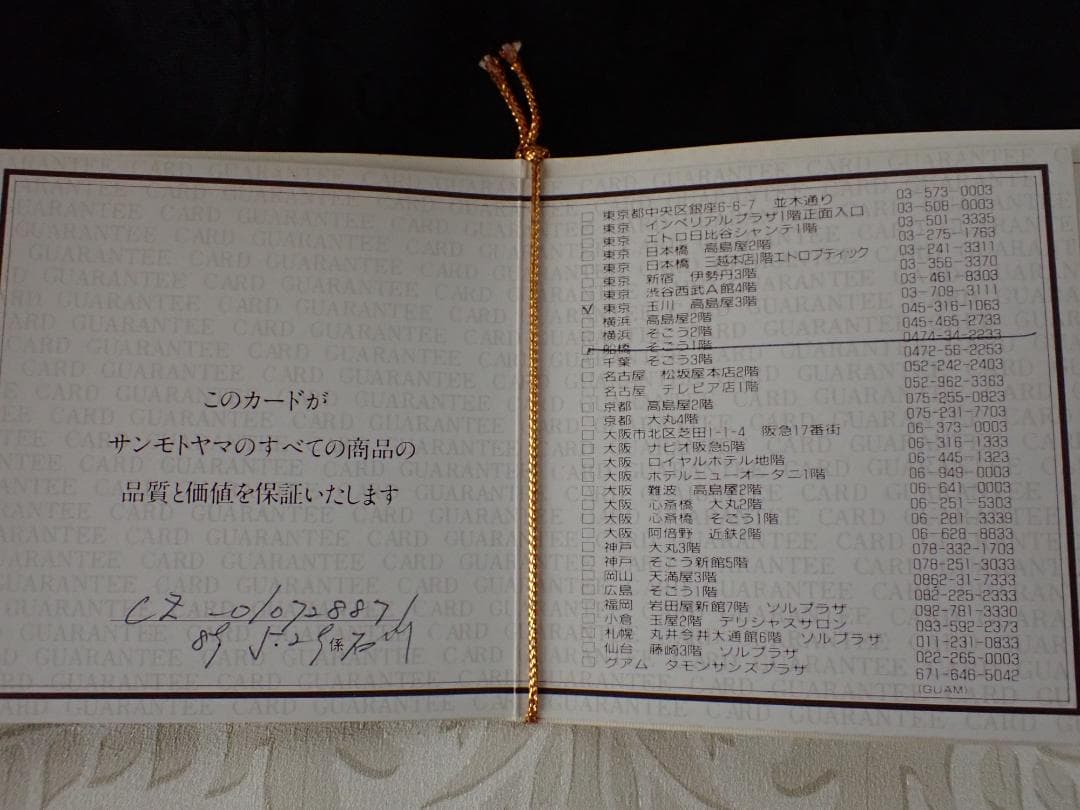 このカードが
サンモトヤマのすべての商品の
品質と価値を保証いたします
CZ-01072887/
89 5.29 係 石川
東京都中央区銀座6-6-7 並木通り 03-573-0003
東京 インペリアルプラザ1階正面入口 03-508-0003
東京 エトロ日比谷シャンテ1階 03-501-3335
東京 日本橋 高島屋2階 03-275-1763
東京 日本橋 三越本店1階エトロブティック 03-241-3311
東京 新宿 伊勢丹3階 03-356-3370
東京 渋谷西武A館4階 03-461-8303
東京 玉川 高島屋3階 03-709-3111
横浜 高島屋2階 045-316-1063
横浜 そごう2階 045-465-2733
船橋 そごう1階 0474-34-2233
千葉 そごう3階 0472-56-2253
名古屋 松坂屋本店2階 052-242-2403
名古屋 テレピア店1階 052-962-3363
京都 高島屋2階 075-255-0823
京都 大丸4階 075-231-7703
大阪市北区芝田1-1-4 阪急17番街 06-373-0003
大阪 ナビオ阪急5階 06-316-1333
大阪 ロイヤルホテル地階 06-445-1323
大阪 ホテルニューオータニ1階 06-949-0003
大阪 難波 高島屋2階 06-641-0003
大阪 心斎橋 大丸2階 06-251-5303
大阪 心斎橋 そごう1階 06-281-3339
大阪 阿倍野 近鉄2階 06-628-8833
神戸 大丸3階 078-332-1703
神戸 そごう新館5階 078-251-3033
岡山 天満屋3階 0862-31-7333
広島 そごう1階 082-225-2333
福岡 岩田屋新館7階 ソルプラザ 092-781-3330
小倉 玉屋2階 デリシャスサロン 093-592-2373
札幌 丸井今井大通館6階 ソルプラザ 011-231-0833
仙台 藤崎3階 ソルプラザ 022-265-0003
グアム タモンサンズプラザ 671-646-5042
(GUAM)